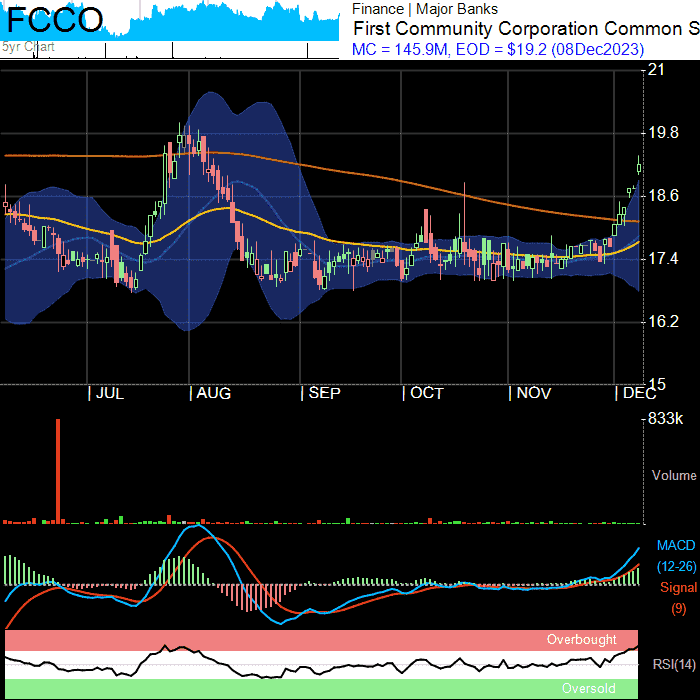 FCCO
5yr Chart
Finance | Major Banks
First Community Corporation Common S
MC = 145.9M, EOD = $19.2 (08Dec2023)
21
19.8
18.6
17.4
16.2
15
JUL
AUG
SEP
OCT
NOV
DEC
833k
Volume
MACD
(12-26)
Signal
(9)
Overbought
RSI(14)
Oversold